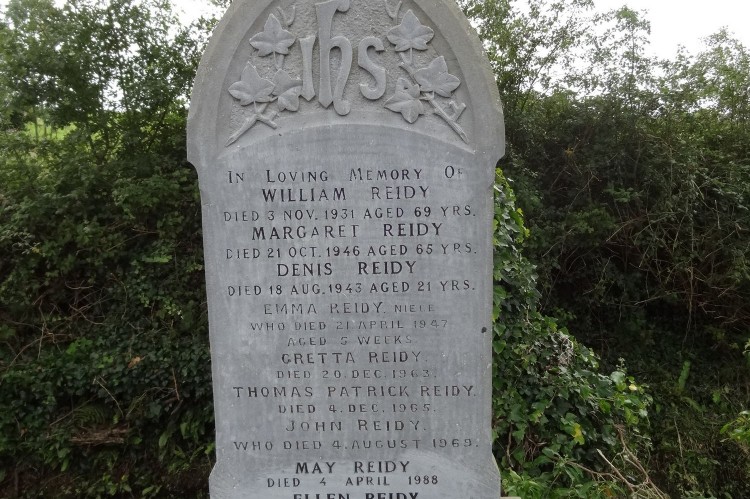 ihs
IN LOVING MEMORY OF
WILLIAM REIDY
DIED 3 NOV. 1931 AGED 69 YRS.
MARGARET REIDY
DIED 21 OCT. 1946 AGED 65 YRS.
DENIS REIDY
DIED 18 AUG. 1943 AGED 21 YRS.
EMMA REIDY. NIECE
WHO DIED 21. APRIL 1947.
AGED 5 WEEKS.
GRETTA REIDY.
DIED 20. DEC. 1963.
THOMAS PATRICK REIDY.
DIED 4. DEC. 1965.
JOHN REIDY.
WHO DIED 4. AUGUST 1969.
MAY REIDY
DIED 4 APRIL 1988
ELLEN REIDY